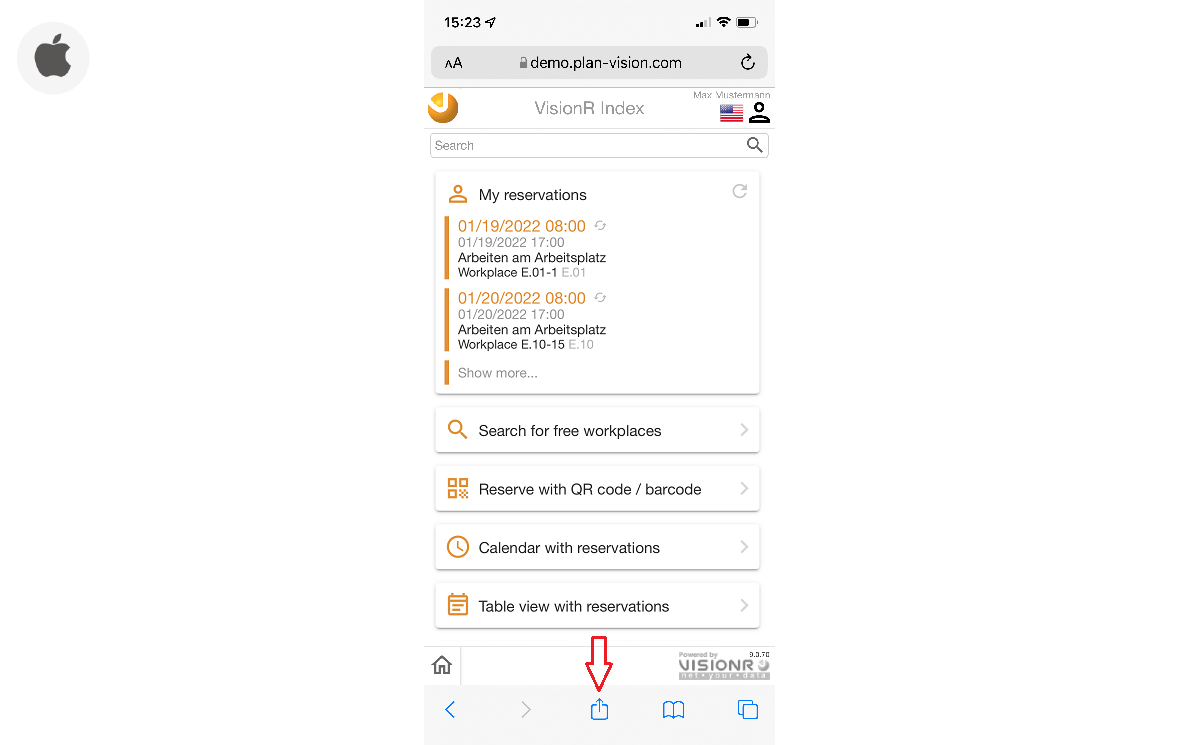 15:23
AA demo.plan-vision.com
Max Mustermann
VisionR Index
Search
My reservations
01/19/2022 08:00
01/19/2022 17:00
Arbeiten am Arbeitsplatz
Workplace E.01-1 E.01
01/20/2022 08:00
01/20/2022 17:00
Arbeiten am Arbeitsplatz
Workplace E.10-15 E.10
Show more...
Search for free workplaces
Reserve with QR code / barcode
Calendar with reservations
Table view with reservations
Powered by 9.0.70
VISIONR
net • your • data